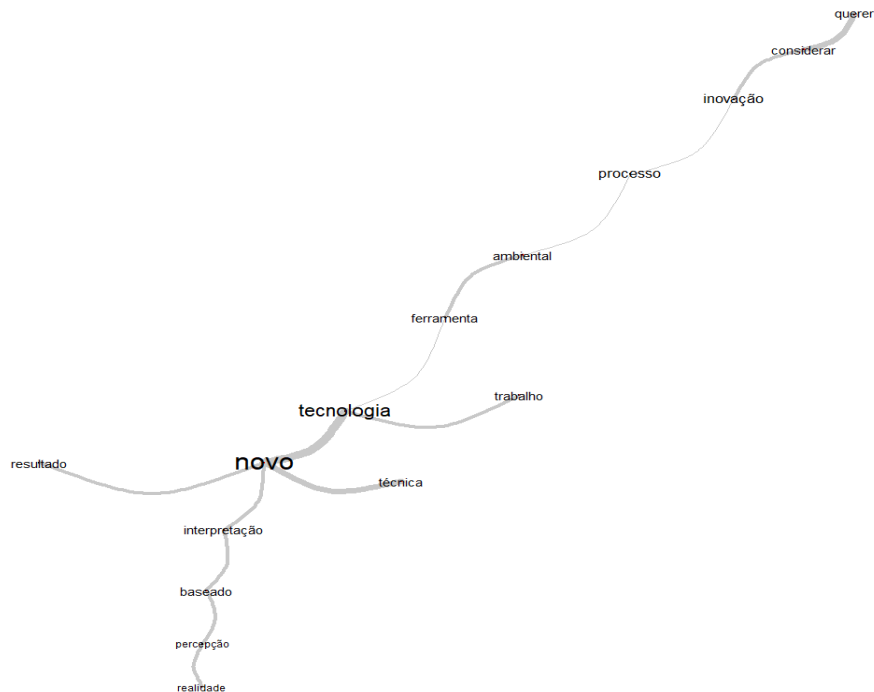 querer
considerar
inovação
processo
ambiental
ferramenta
trabalho
tecnologia
novo
resultado
técnica
interpretação
baseado
percepção
realidade